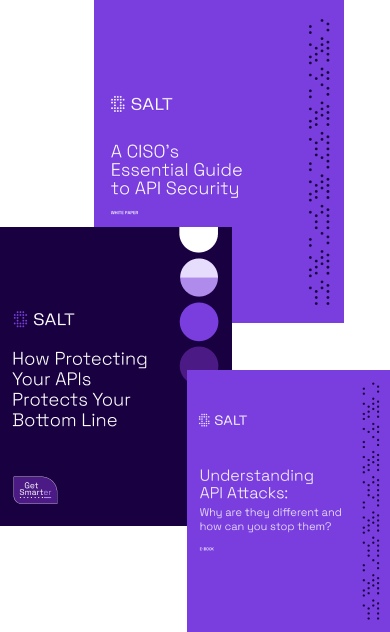 SALT
A CISO's
Essential Guide
to API Security
WHITE PAPER
SALT
How Protecting
Your APIs
Protects Your
Bottom Line
Get
Smarter
SALT
Understanding
API Attacks:
Why are they different and
how can you stop them?
E-BOOK